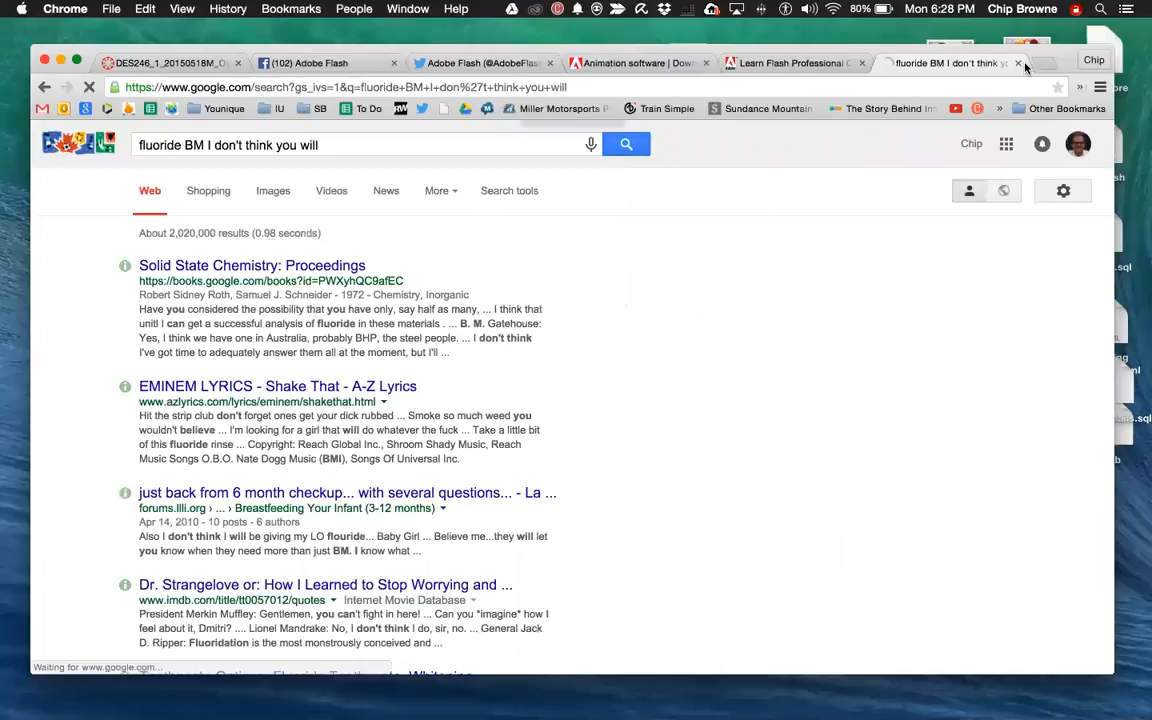 Chrome File Edit View History Bookmarks People Window Help 80% Mon 6:28 PM Chip Browne
DES246_1_20150518M_O (102) Adobe Flash Adobe Flash (@AdobeFlas Animation software | Dow Learn Flash Professional C fluoride BM I don't think yo Chip
https://www.google.com/search?gs_ivs=1&q=fluoride+BM+I+don%27t+think+you+will
Younique IU SB To Do Miller Motorsports P Train Simple Sundance Mountain The Story Behind Ins » Other Bookmarks
fluoride BM I don't think you will Chip
Web Shopping Images Videos News More Search tools
About 2,020,000 results (0.98 seconds)
Solid State Chemistry: Proceedings
https://books.google.com/books?id=PWXyhQC9afEC
Robert Sidney Roth, Samuel J. Schneider - 1972 - Chemistry, Inorganic
Have you considered the possibility that you have only, say half as many, ... I think that
unitl I can get a successful analysis of fluoride in these materials . ... B. M. Gatehouse:
Yes, I think we have one in Australia, probably BHP, the steel people. ... I don't think
I've got time to adequately answer them all at the moment, but I'll ...
EMINEM LYRICS - Shake That - A-Z Lyrics
www.azlyrics.com/lyrics/eminem/shakethat.html
Hit the strip club don't forget ones get your dick rubbed ... Smoke so much weed you
wouldn't believe ... I'm looking for a girl that will do whatever the fuck ... Take a little bit
of this fluoride rinse ... Copyright: Reach Global Inc., Shroom Shady Music, Reach
Music Songs O.B.O. Nate Dogg Music (BMI), Songs Of Universal Inc.
just back from 6 month checkup... with several questions... - La ...
forums.llli.org › ... › Breastfeeding Your Infant (3-12 months)
Apr 14, 2010 - 10 posts - 6 authors
Also I don't think I will be giving my LO flouride... Baby Girl ... Believe me...they will let
you know when they need more than just BM. I know what ...
Dr. Strangelove or: How I Learned to Stop Worrying and ...
www.imdb.com/title/tt0057012/quotes Internet Movie Database
President Merkin Muffley: Gentlemen, you can't fight in here! ... Can you *imagine* how I
feel about it, Dmitri? .... Lionel Mandrake: No, I don't think I do, sir, no. ... General Jack
D. Ripper: Fluoridation is the most monstrously conceived and ...
Waiting for www.google.com...